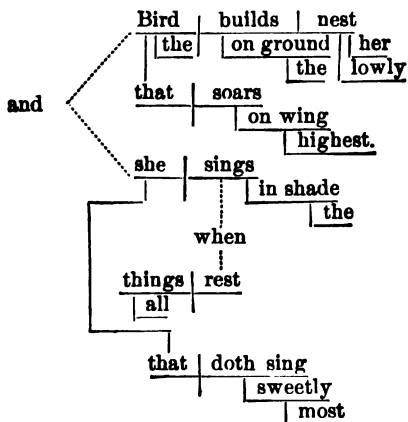 Bird builds nest
the on ground her
the lowly
that soars
and
on wing
highest.
she sings
in shade
the
when
things rest
all
that doth sing
sweetly
most